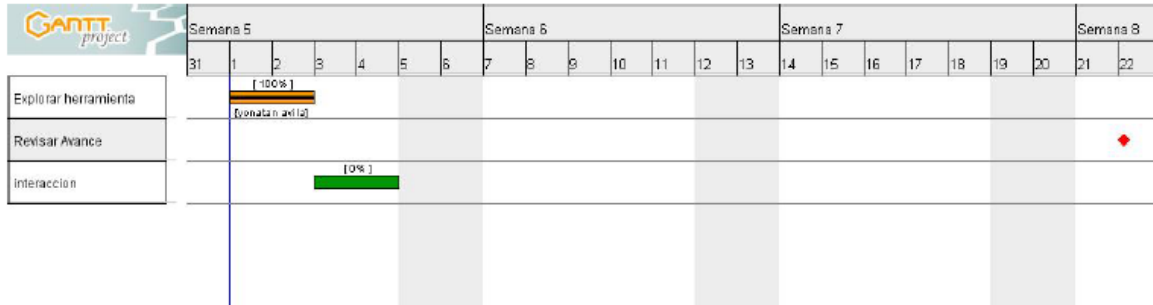 GANTT
project
Semana 5 Semana 6 Semana 7 Semana 8
31 1 2 3 4 5 6 7 8 9 10 11 12 13 14 15 16 17 18 19 20 21 22
[ 100% ]
Explorar herramienta
[yonatan avila]
Revisar Avance
[0% ]
interaccion